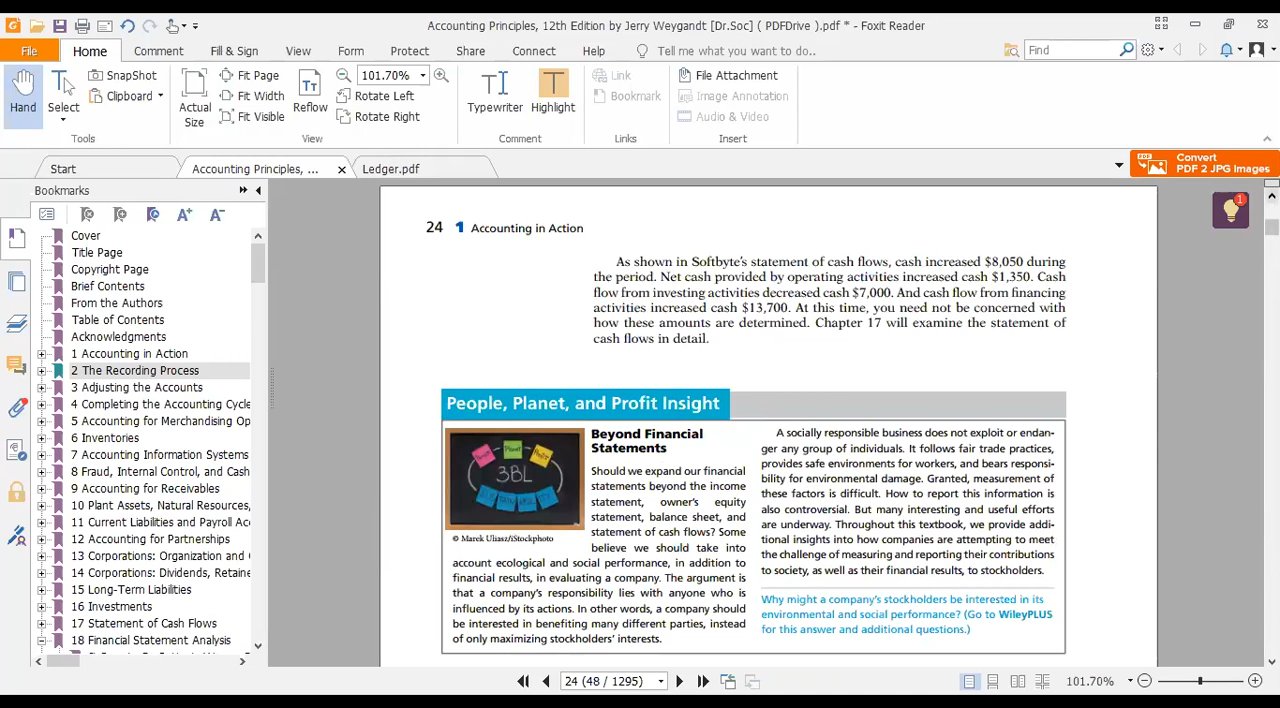 Accounting Principles, 12th Edition by Jerry Weygandt (Dr.Soc) ( PDFDrive ).pdf * - Foxit Reader
File Home Comment Fill & Sign View Form Protect Share Connect Help Tell me what you want to do.. Find
Hand
Select
SnapShot
Clipboard
Tools
Actual
Size
Fit Page
Fit Width
Fit Visible
Reflow
101.70%
Rotate Left
Rotate Right
View
Typewriter
Highlight
Comment
Link
Bookmark
Links
File Attachment
Image Annotation
Audio & Video
Insert
Start
Accounting Principles, ...
Ledger.pdf
Convert
PDF 2 JPG Images
Bookmarks
Cover
Title Page
Copyright Page
Brief Contents
From the Authors
Table of Contents
Acknowledgments
1 Accounting in Action
2 The Recording Process
3 Adjusting the Accounts
4 Completing the Accounting Cycle
5 Accounting for Merchandising Op
6 Inventories
7 Accounting Information Systems
8 Fraud, Internal Control, and Cash
9 Accounting for Receivables
10 Plant Assets, Natural Resources,
11 Current Liabilities and Payroll Ac
12 Accounting for Partnerships
13 Corporations: Organization and
14 Corporations: Dividends, Retaine
15 Long-Term Liabilities
16 Investments
17 Statement of Cash Flows
18 Financial Statement Analysis
1
24 1 Accounting in Action
As shown in Softbyte's statement of cash flows, cash increased $8,050 during
the period. Net cash provided by operating activities increased cash $1,350. Cash
flow from investing activities decreased cash $7,000. And cash flow from financing
activities increased cash $13,700. At this time, you need not be concerned with
how these amounts are determined. Chapter 17 will examine the statement of
cash flows in detail.
People, Planet, and Profit Insight
Planet
Profit
3BL
© Marek Uliasz/iStockphoto
Beyond Financial
Statements
Should we expand our financial
statements beyond the income
statement, owner's equity
statement, balance sheet, and
statement of cash flows? Some
believe we should take into
account ecological and social performance, in addition to
financial results, in evaluating a company. The argument is
that a company's responsibility lies with anyone who is
influenced by its actions. In other words, a company should
be interested in benefiting many different parties, instead
of only maximizing stockholders' interests.
A socially responsible business does not exploit or endan-
ger any group of individuals. It follows fair trade practices,
provides safe environments for workers, and bears responsi-
bility for environmental damage. Granted, measurement of
these factors is difficult. How to report this information is
also controversial. But many interesting and useful efforts
are underway. Throughout this textbook, we provide addi-
tional insights into how companies are attempting to meet
the challenge of measuring and reporting their contributions
to society, as well as their financial results, to stockholders.
Why might a company's stockholders be interested in its
environmental and social performance? (Go to WileyPLUS
for this answer and additional questions.)
24 (48 / 1295)
101.70%